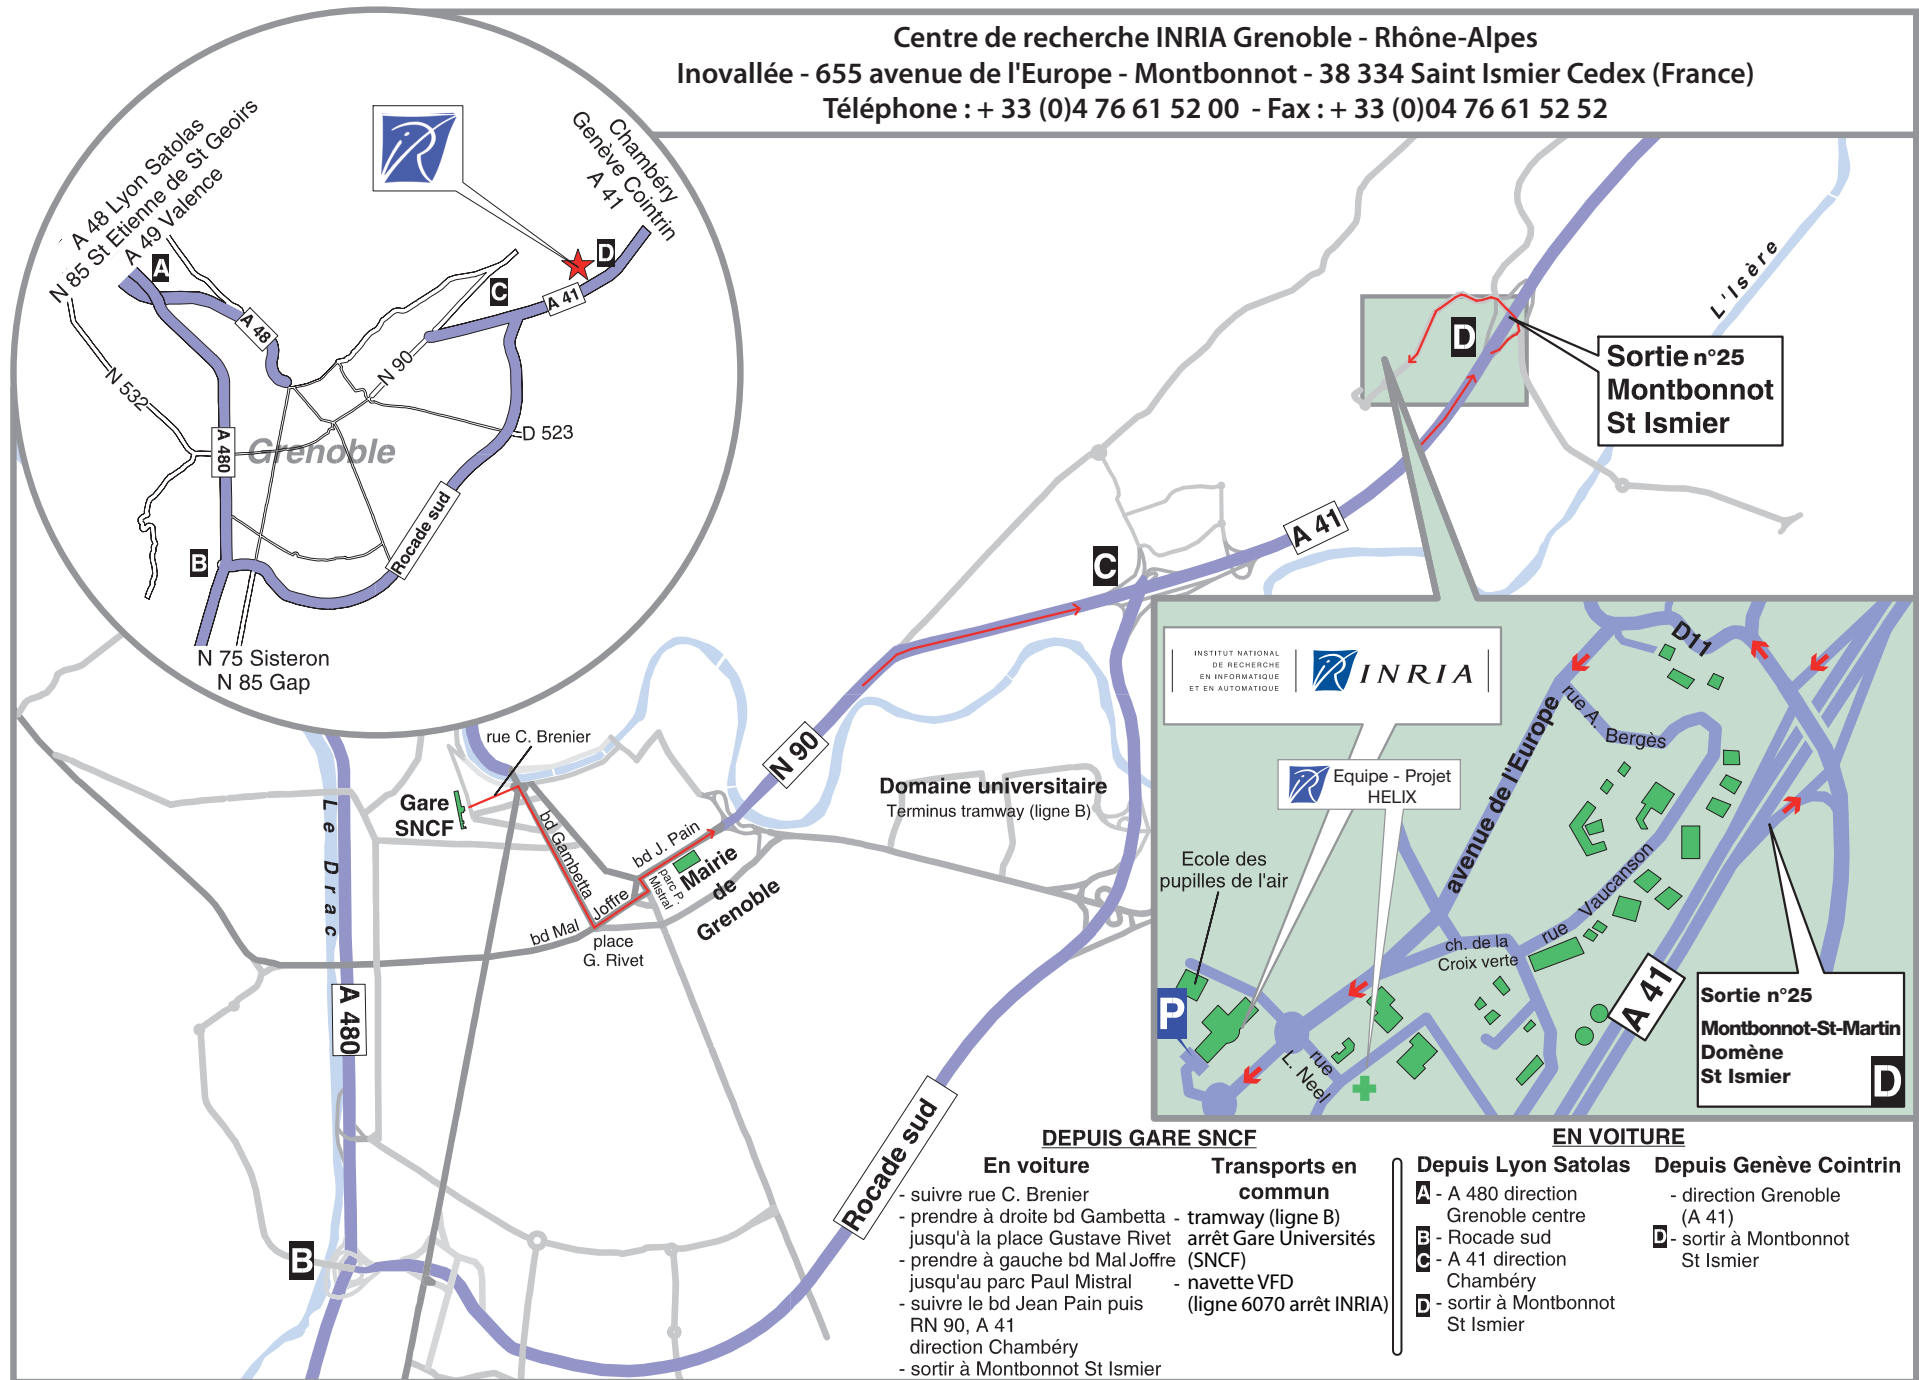 Centre de recherche INRIA Grenoble - Rhône-Alpes
Inovallée - 655 avenue de l'Europe - Montbonnot - 38 334 Saint Ismier Cedex (France)
Téléphone : + 33 (0)4 76 61 52 00 - Fax : + 33 (0)04 76 61 52 52
A 48 Lyon Satolas
N 85 St Etienne de St Geoirs
A 49 Valence
Chambéry
Genève Cointrin
A 41
A
D
C
A 41
A 48
N 90
N 532
A 480
Grenoble
D 523
Rocade sud
B
N 75 Sisteron
N 85 Gap
L'Isère
D
Sortie n°25
Montbonnot
St Ismier
A 41
C
N 90
rue C. Brenier
Gare
SNCF
bd Gambetta
bd J. Pain
parc P.
Mistral
Mairie
de
Grenoble
Joffre
bd Mal
place
G. Rivet
Domaine universitaire
Terminus tramway (ligne B)
Le Drac
A 480
B
Rocade sud
INSTITUT NATIONAL
DE RECHERCHE
EN INFORMATIQUE
ET EN AUTOMATIQUE
INRIA
D11
rue A.
Bergès
avenue de l'Europe
Equipe - Projet
HELIX
Ecole des
pupilles de l'air
rue
Vaucanson
ch. de la
Croix verte
P
rue
L. Neel
A 41
Sortie n°25
Montbonnot-St-Martin
Domène
St Ismier
D
DEPUIS GARE SNCF
En voiture
- suivre rue C. Brenier
- prendre à droite bd Gambetta
jusqu'à la place Gustave Rivet
- prendre à gauche bd Mal Joffre
jusqu'au parc Paul Mistral
- suivre le bd Jean Pain puis
RN 90, A 41
direction Chambéry
- sortir à Montbonnot St Ismier
Transports en
commun
- tramway (ligne B)
arrêt Gare Universités
(SNCF)
- navette VFD
(ligne 6070 arrêt INRIA)
EN VOITURE
Depuis Lyon Satolas
A - A 480 direction
Grenoble centre
B - Rocade sud
C - A 41 direction
Chambéry
D - sortir à Montbonnot
St Ismier
Depuis Genève Cointrin
- direction Grenoble
(A 41)
D - sortir à Montbonnot
St Ismier